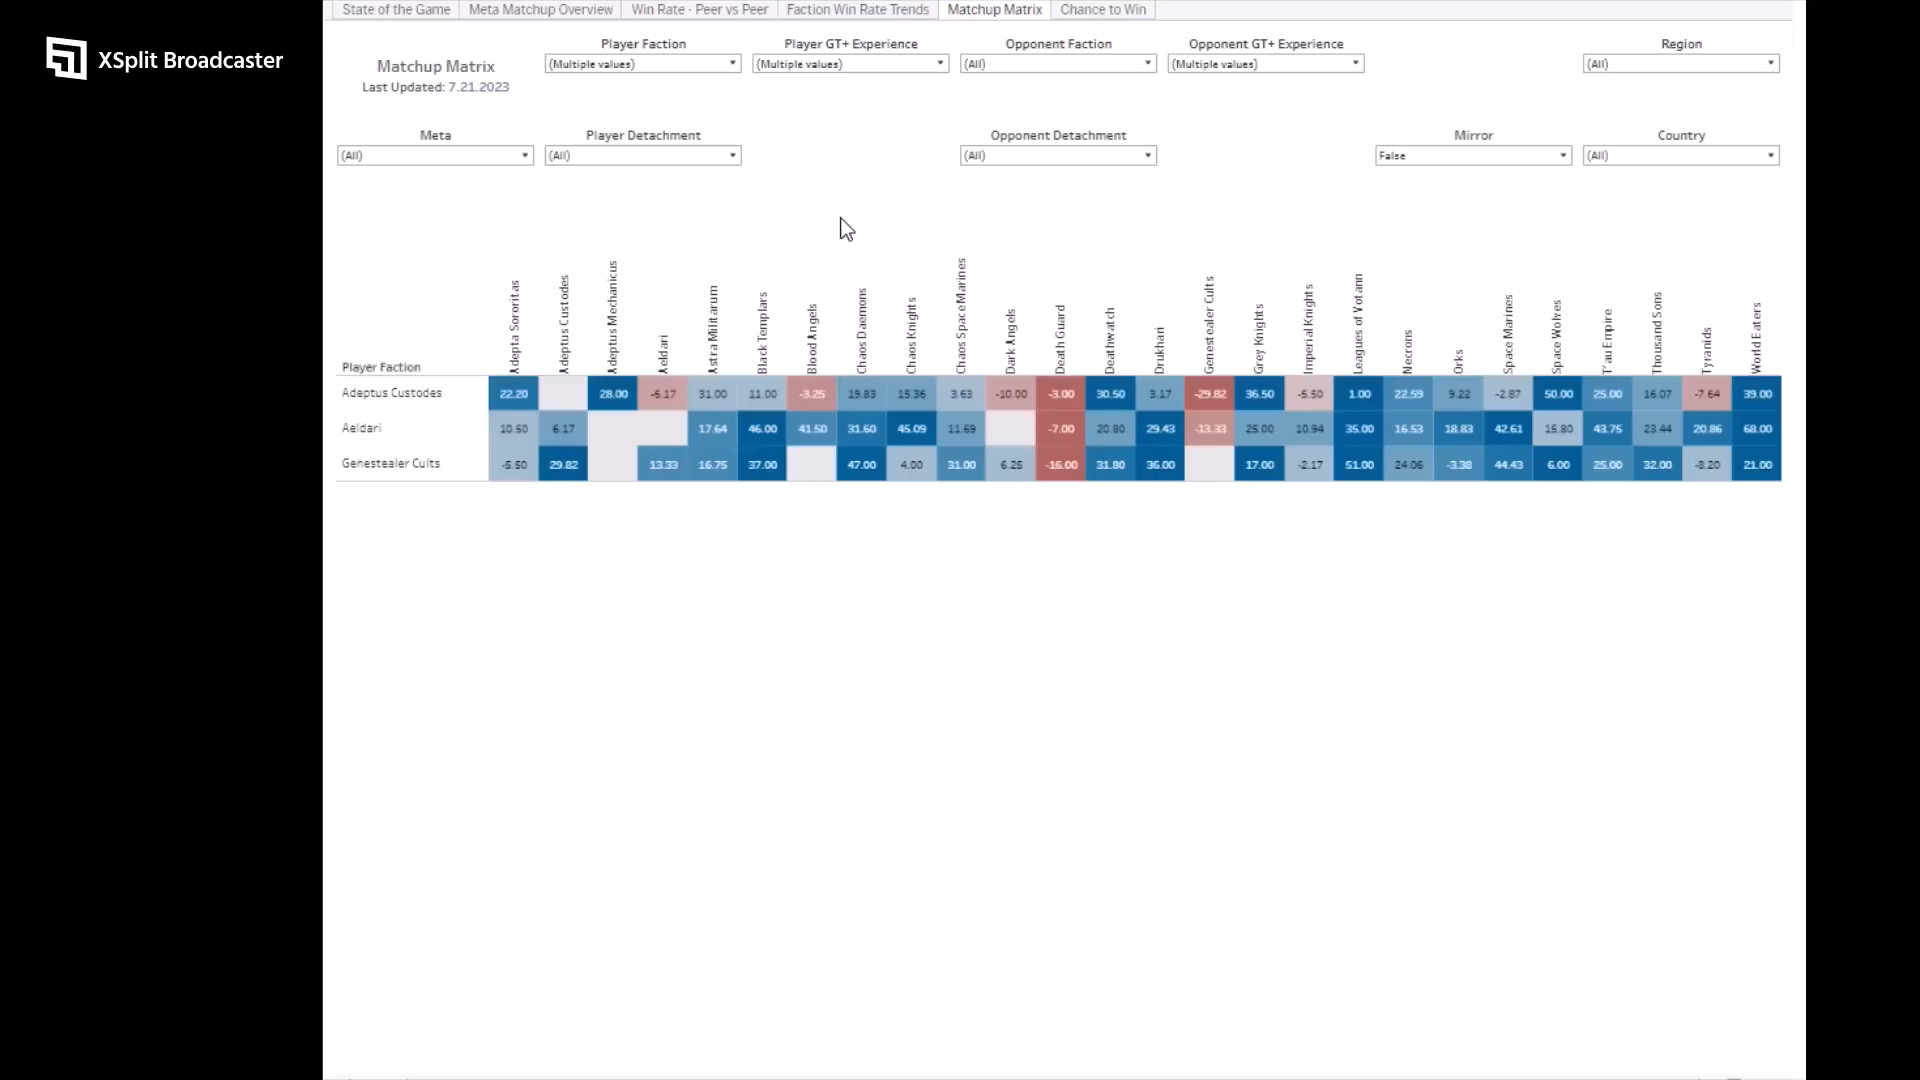 XSplit Broadcaster
State of the Game Meta Matchup Overview Win Rate - Peer vs Peer Faction Win Rate Trends Matchup Matrix Chance to Win
Player Faction Player GT+ Experience Opponent Faction Opponent GT+ Experience Region
(Multiple values) (Multiple values) (All) (Multiple values) (All)
Matchup Matrix
Last Updated: 7.21.2023
Meta Player Detachment Opponent Detachment Mirror Country
(All) (All) (All) False (All)
Adepta Sororitas
Adeptus Custodes
Adeptus Mechanicus
Aeldari
Astra Militarum
Black Templars
Blood Angels
Chaos Daemons
Chaos Knights
Chaos Space Marines
Dark Angels
Death Guard
Deathwatch
Drukhari
Genestealer Cults
Grey Knights
Imperial Knights
Leagues of Votann
Necrons
Orks
Space Marines
Space Wolves
T'au Empire
Thousand Sons
Tyranids
World Eaters
Player Faction
Adeptus Custodes 22.20 28.00 -6.17 31.00 11.00 -3.25 19.83 15.36 3.63 -10.00 -3.00 30.50 3.17 -29.82 36.50 -5.50 1.00 22.59 9.22 -2.87 50.00 25.00 16.07 -7.64 39.00
Aeldari 10.50 6.17 17.64 46.00 41.50 31.60 45.09 11.69 -7.00 20.80 29.43 -13.33 25.00 10.94 35.00 16.53 18.83 42.61 15.80 43.75 23.44 20.86 68.00
Genestealer Cults -5.50 29.82 13.33 16.75 37.00 47.00 4.00 31.00 6.25 -16.00 31.80 36.00 17.00 -2.17 51.00 24.06 -3.38 44.43 6.00 25.00 32.00 -8.20 21.00